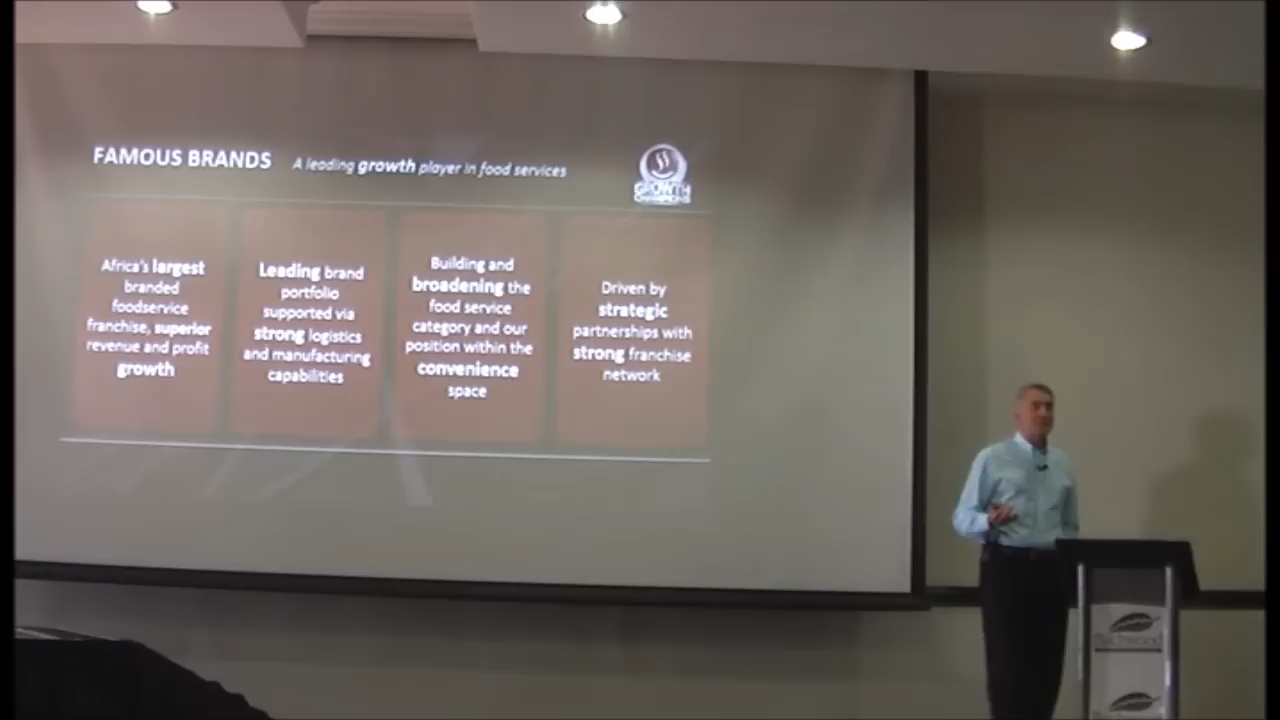 FAMOUS BRANDS A leading growth player in food services
GROWTH
CHAMPIONS
Africa's largest
branded
foodservice
franchise, superior
revenue and profit
growth
Leading brand
portfolio
supported via
strong logistics
and manufacturing
capabilities
Building and
broadening the
food service
category and our
position within the
convenience
space
Driven by
strategic
partnerships with
strong franchise
network
Birchwood